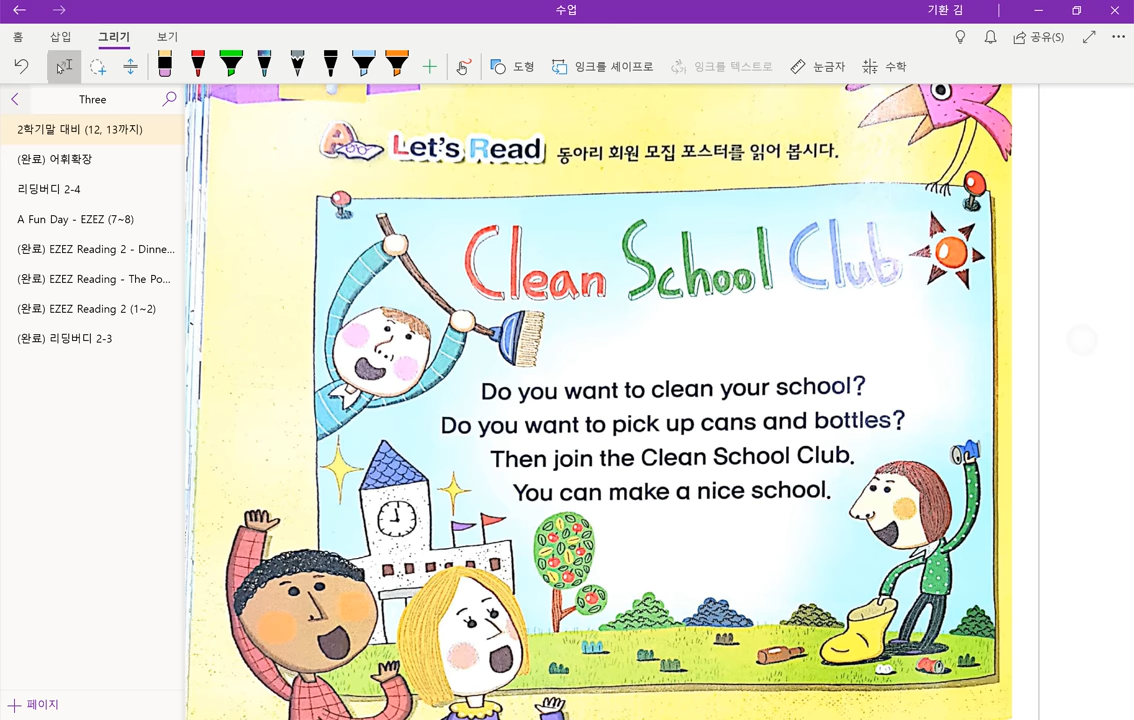 수업
기환 김
홈 삽입 그리기 보기
공유(S)
도형 잉크를 셰이프로 잉크를 텍스트로 눈금자 수학
Three
2학기말 대비 (12, 13까지)
(완료) 어휘확장
리딩버디 2-4
A Fun Day - EZEZ (7~8)
(완료) EZEZ Reading 2 - Dinne...
(완료) EZEZ Reading - The Po...
(완료) EZEZ Reading 2 (1~2)
(완료) 리딩버디 2-3
페이지
A Let's Read 동아리 회원 모집 포스터를 읽어 봅시다.
Clean School Club
Do you want to clean your school?
Do you want to pick up cans and bottles?
Then join the Clean School Club.
You can make a nice school.